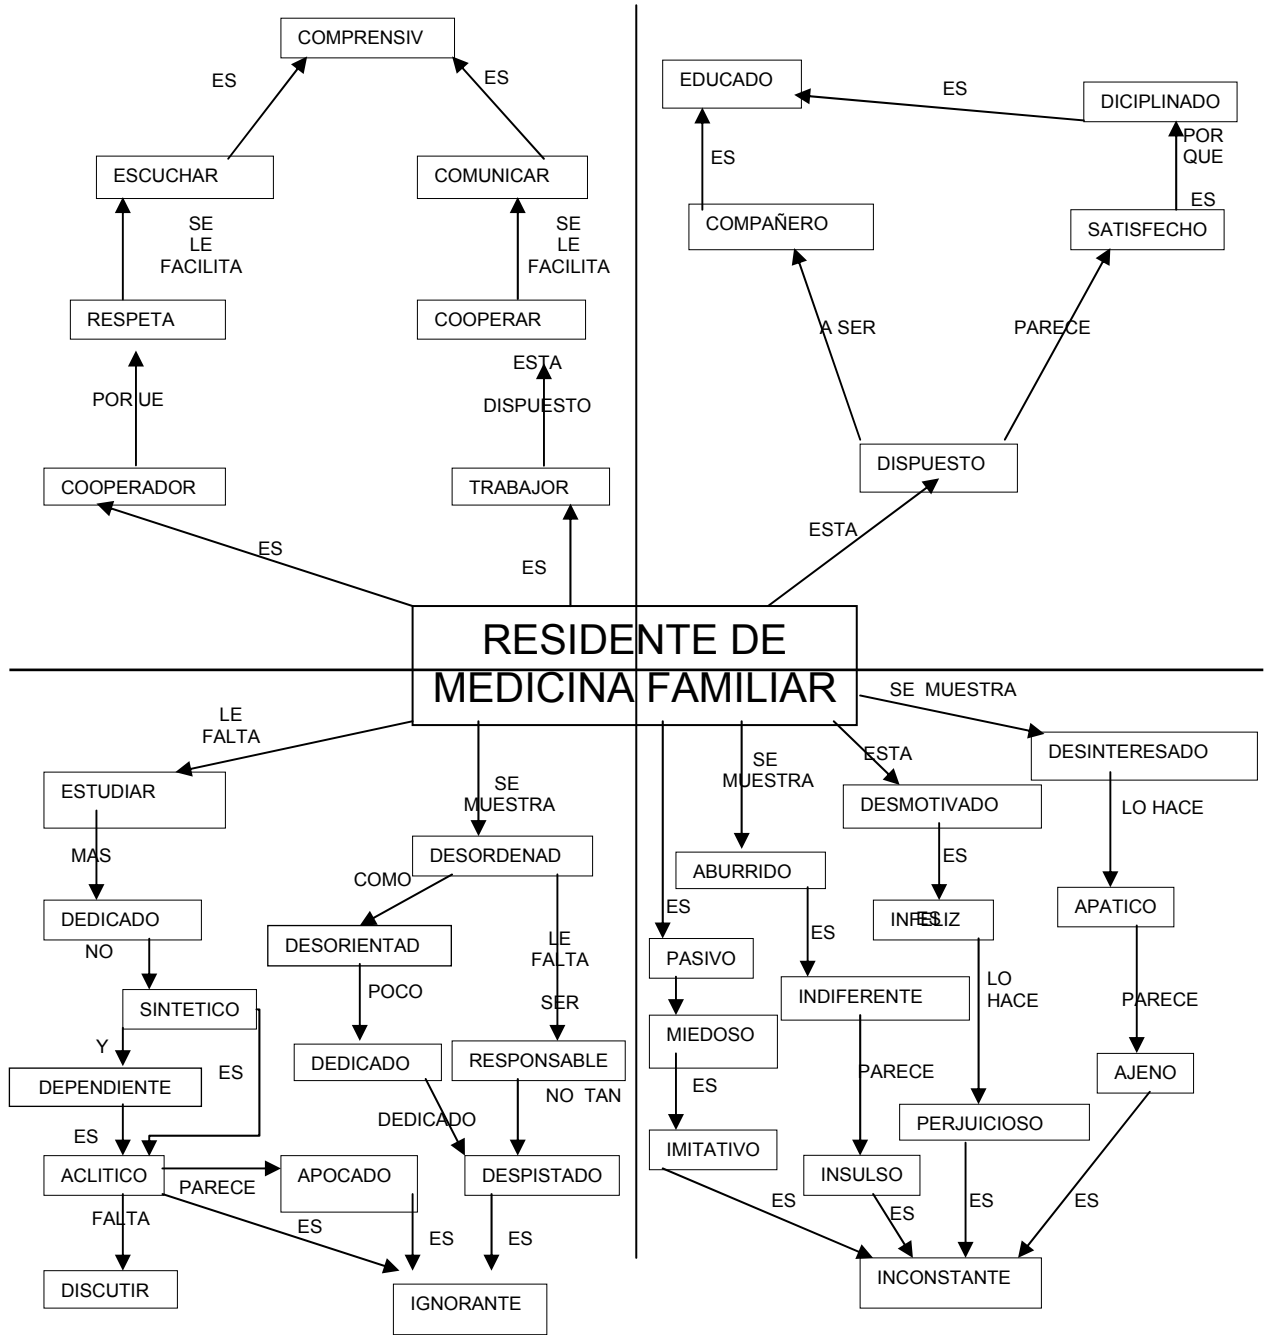 COMPRENSIV
ES
ES
EDUCADO
ES
DICIPLINADO
POR
QUE
ES
ES
ESCUCHAR
COMUNICAR
SE
LE
FACILITA
SE
LE
FACILITA
COMPAÑERO
SATISFECHO
RESPETA
COOPERAR
A SER
PARECE
ESTA
DISPUESTO
POR UE
DISPUESTO
COOPERADOR
TRABAJOR
ESTA
ES
ES
RESIDENTE DE
MEDICINA FAMILIAR
SE MUESTRA
LE
FALTA
ESTUDIAR
SE
MUESTRA
SE
MUESTRA
ESTA
DESINTERESADO
DESMOTIVADO
LO HACE
MAS
DESORDENAD
COMO
ABURRIDO
ES
DEDICADO
NO
DESORIENTAD
LE
FALTA
SER
ES
PASIVO
ES
INFELIZ
ES
APATICO
SINTETICO
POCO
INDIFERENTE
LO
HACE
PARECE
Y
ES
DEDICADO
RESPONSABLE
NO TAN
MIEDOSO
DEPENDIENTE
ES
PARECE
AJENO
ES
DEDICADO
IMITATIVO
PERJUICIOSO
ACLITICO
PARECE
APOCADO
DESPISTADO
INSULSO
FALTA
ES
ES
ES
ES
ES
ES
ES
DISCUTIR
IGNORANTE
INCONSTANTE